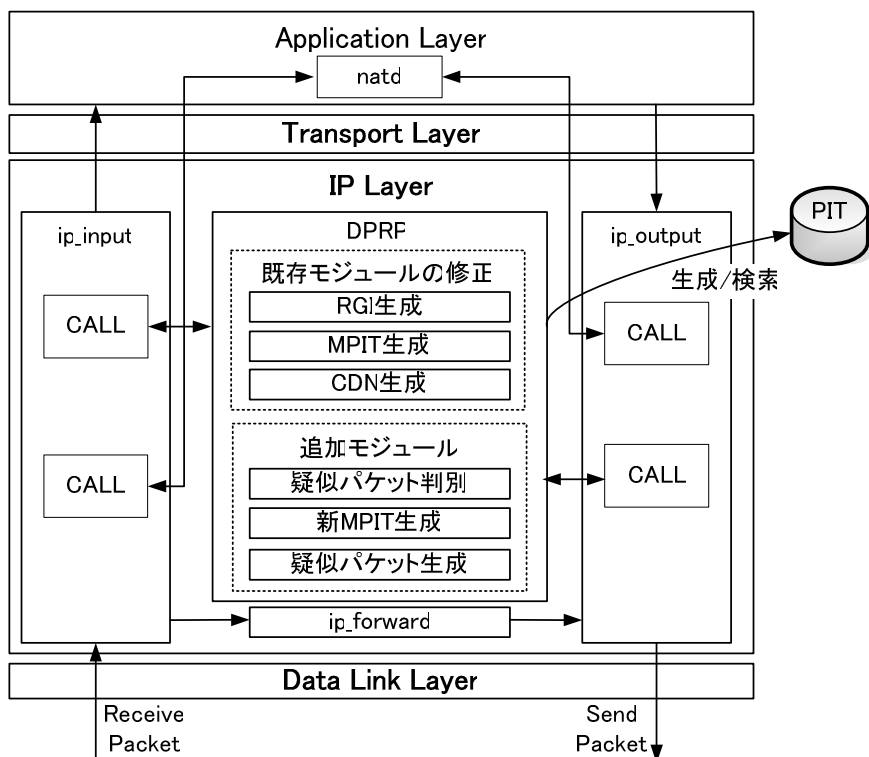 Application Layer
natd
Transport Layer
IP Layer
ip_input
DPRP
ip_output
PIT
既存モジュールの修正
生成/検索
RGI生成
CALL
MPIT生成
CALL
CDN生成
追加モジュール
CALL
疑似パケット判別
CALL
新MPIT生成
疑似パケット生成
ip_forward
Data Link Layer
Receive
Packet
Send
Packet